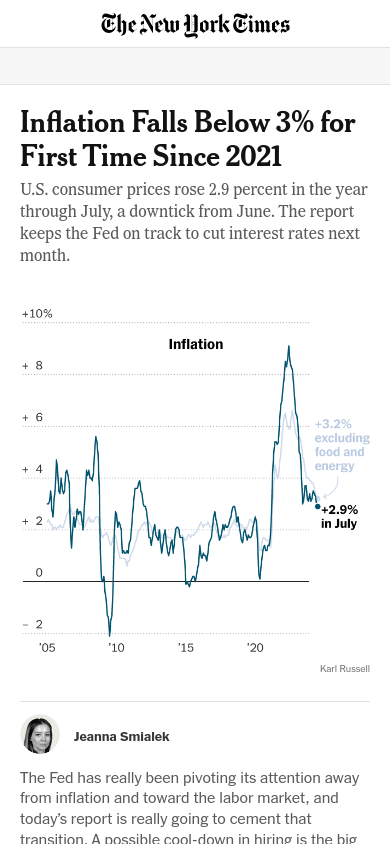 The New York Times
Inflation Falls Below 3% for
First Time Since 2021
U.S. consumer prices rose 2.9 percent in the year
through July, a downtick from June. The report
keeps the Fed on track to cut interest rates next
month.
+10%
Inflation
+ 8
+ 6
+3.2%
excluding
food and
energy
+ 4
+2.9%
in July
+ 2
0
– 2
'05
'10
'15
'20
Karl Russell
Jeanna Smialek
The Fed has really been pivoting its attention away
from inflation and toward the labor market, and
today's report is really going to cement that
transition. A possible cool-down in hiring is the big